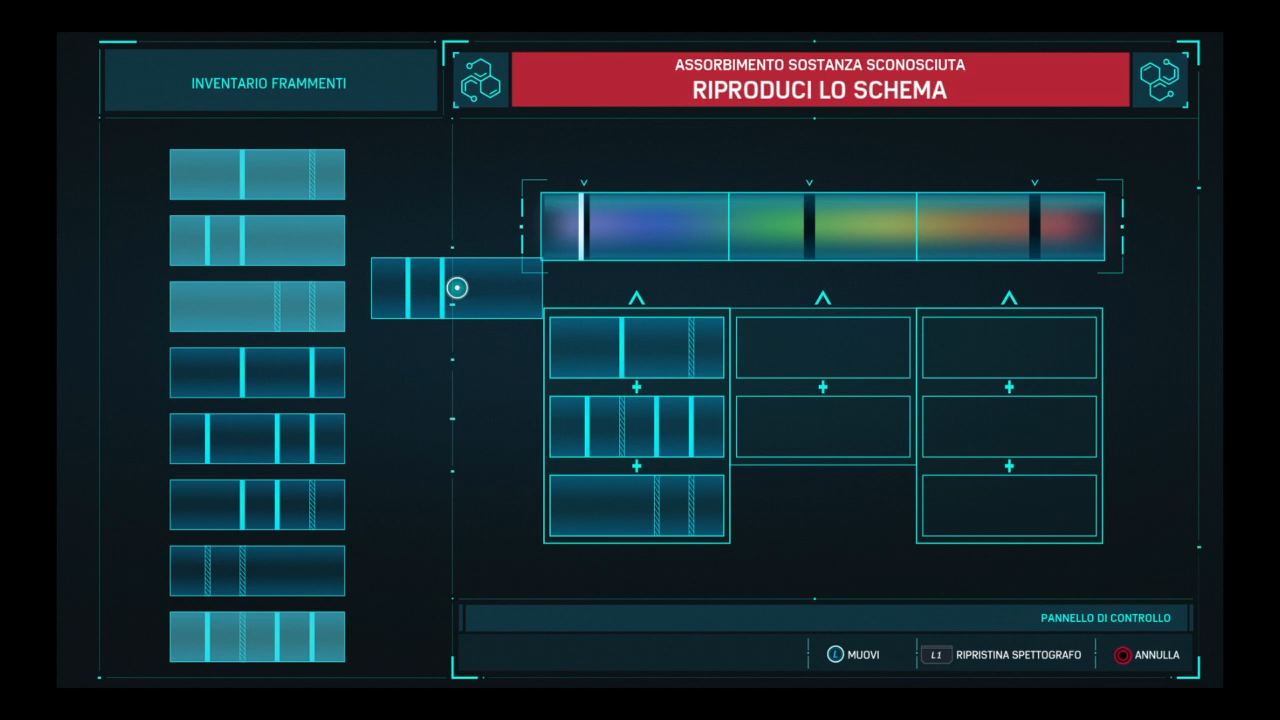 INVENTARIO FRAMMENTI
ASSORBIMENTO SOSTANZA SCONOSCIUTA
RIPRODUCI LO SCHEMA
PANNELLO DI CONTROLLO
L MUOVI
L1 RIPRISTINA SPETTOGRAFO
ANNULLA